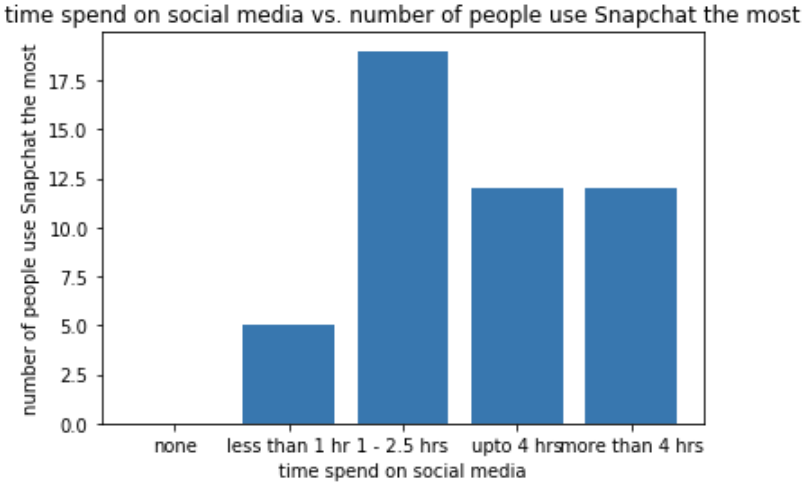 time spend on social media vs. number of people use Snapchat the most
number of people use Snapchat the most
17.5
15.0
12.5
10.0
7.5
5.0
2.5
0.0
none
less than 1 hr
1 - 2.5 hrs
upto 4 hrs
more than 4 hrs
time spend on social media